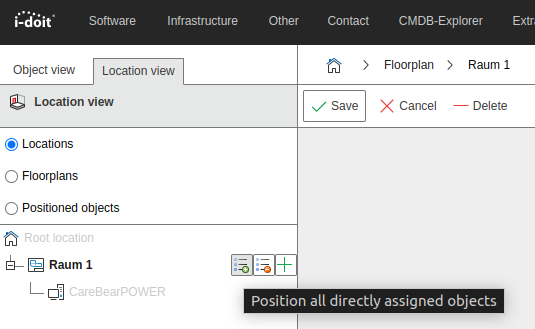 i-doit
Software Infrastructure Other Contact CMDB-Explorer Extra
Object view Location view
Floorplan Raum 1
Location view
Save Cancel Delete
Locations
Floorplans
Positioned objects
Root location
Raum 1
CareBearPOWER
Position all directly assigned objects